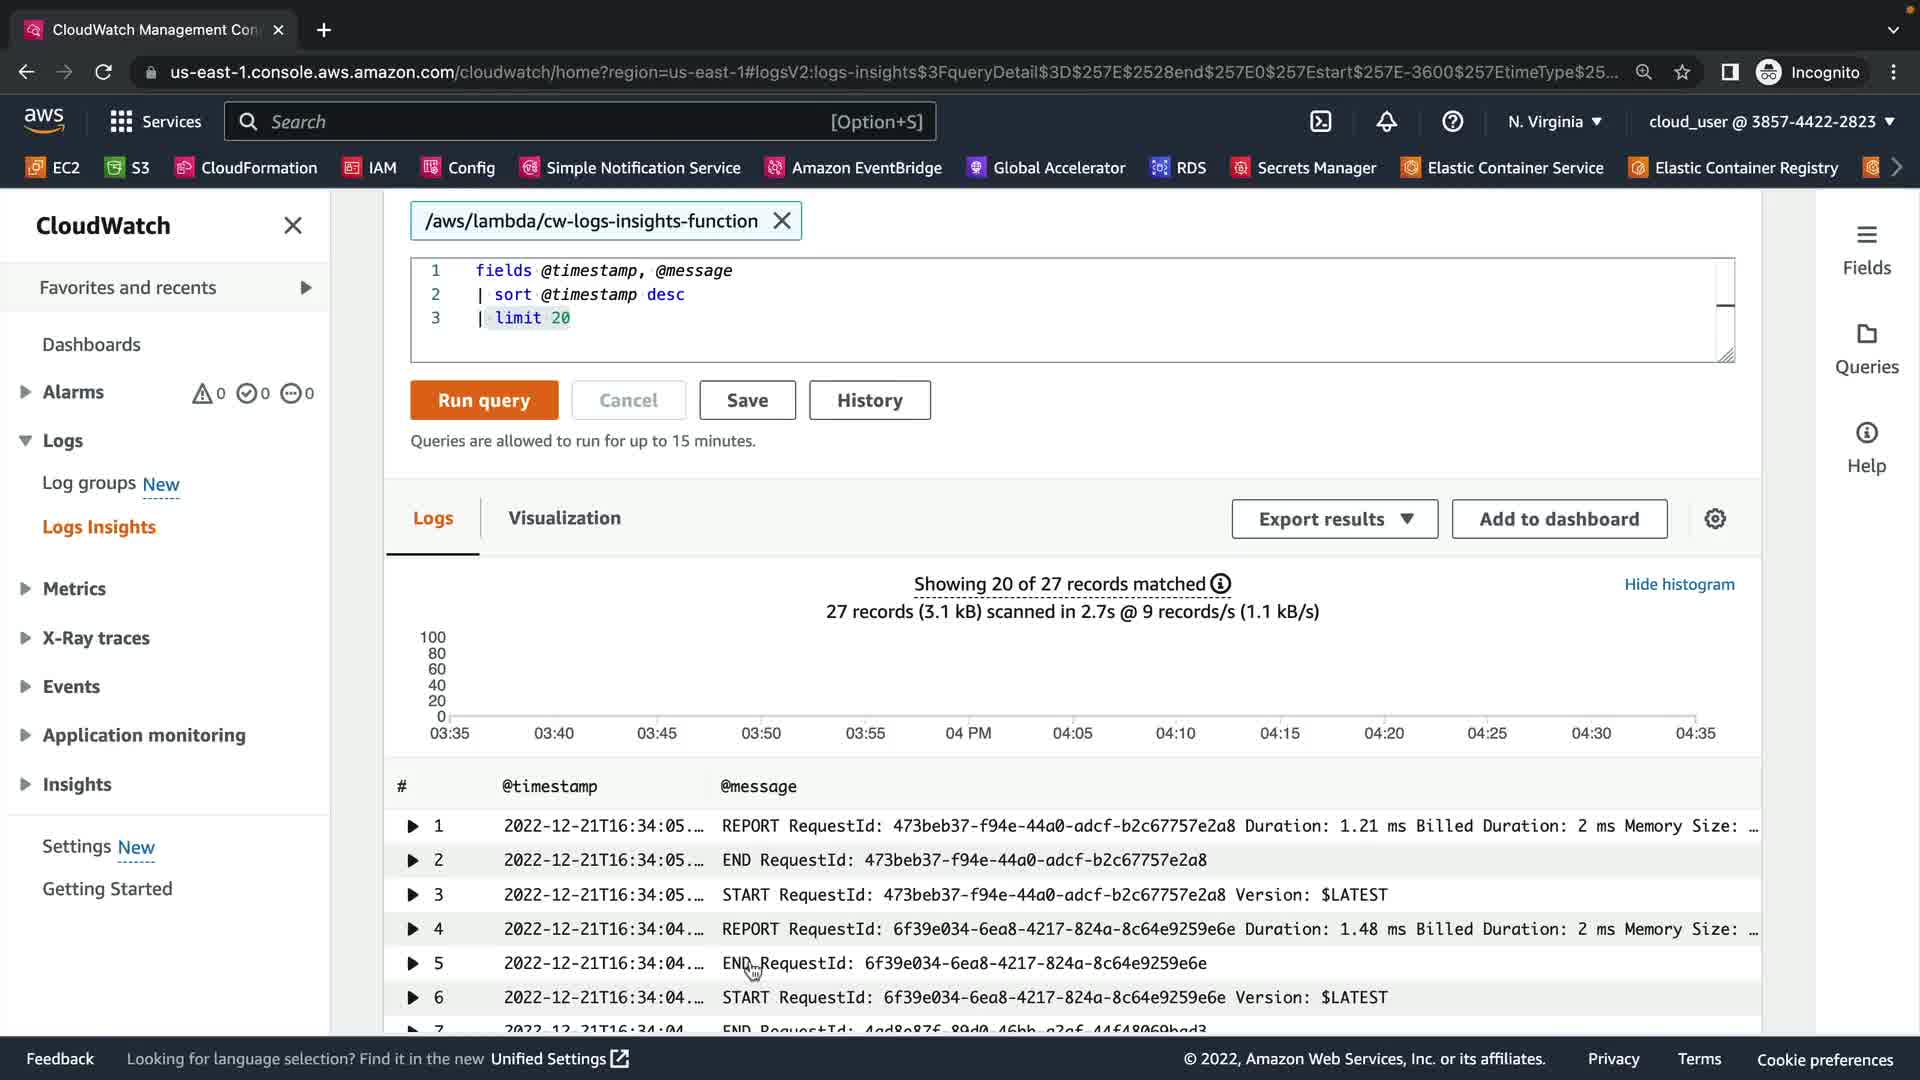 CloudWatch Management Con
us-east-1.console.aws.amazon.com/cloudwatch/home?region=us-east-1#logsV2:logs-insights$3FqueryDetail$3D$257E$2528end$257E0$257Estart$257E-3600$257EtimeType$25...
Incognito
aws
Services
Search
[Option+S]
N. Virginia
cloud_user @ 3857-4422-2823
EC2
S3
CloudFormation
IAM
Config
Simple Notification Service
Amazon EventBridge
Global Accelerator
RDS
Secrets Manager
Elastic Container Service
Elastic Container Registry
CloudWatch
Favorites and recents
Dashboards
Alarms 0 0 0
Logs
Log groups New
Logs Insights
Metrics
X-Ray traces
Events
Application monitoring
Insights
Settings New
Getting Started
/aws/lambda/cw-logs-insights-function
1 fields @timestamp, @message
2 | sort @timestamp desc
3 | limit 20
Run query
Cancel
Save
History
Queries are allowed to run for up to 15 minutes.
Logs
Visualization
Export results
Add to dashboard
Showing 20 of 27 records matched
Hide histogram
27 records (3.1 kB) scanned in 2.7s @ 9 records/s (1.1 kB/s)
100
80
60
40
20
0
03:35 03:40 03:45 03:50 03:55 04 PM 04:05 04:10 04:15 04:20 04:25 04:30 04:35
# @timestamp @message
1 2022-12-21T16:34:05.... REPORT RequestId: 473beb37-f94e-44a0-adcf-b2c67757e2a8 Duration: 1.21 ms Billed Duration: 2 ms Memory Size: ...
2 2022-12-21T16:34:05.... END RequestId: 473beb37-f94e-44a0-adcf-b2c67757e2a8
3 2022-12-21T16:34:05.... START RequestId: 473beb37-f94e-44a0-adcf-b2c67757e2a8 Version: $LATEST
4 2022-12-21T16:34:04.... REPORT RequestId: 6f39e034-6ea8-4217-824a-8c64e9259e6e Duration: 1.48 ms Billed Duration: 2 ms Memory Size: ...
5 2022-12-21T16:34:04.... END RequestId: 6f39e034-6ea8-4217-824a-8c64e9259e6e
6 2022-12-21T16:34:04.... START RequestId: 6f39e034-6ea8-4217-824a-8c64e9259e6e Version: $LATEST
7 2022-12-21T16:34:04 END RequestId:
Fields
Queries
Help
Feedback
Looking for language selection? Find it in the new Unified Settings
© 2022, Amazon Web Services, Inc. or its affiliates.
Privacy
Terms
Cookie preferences